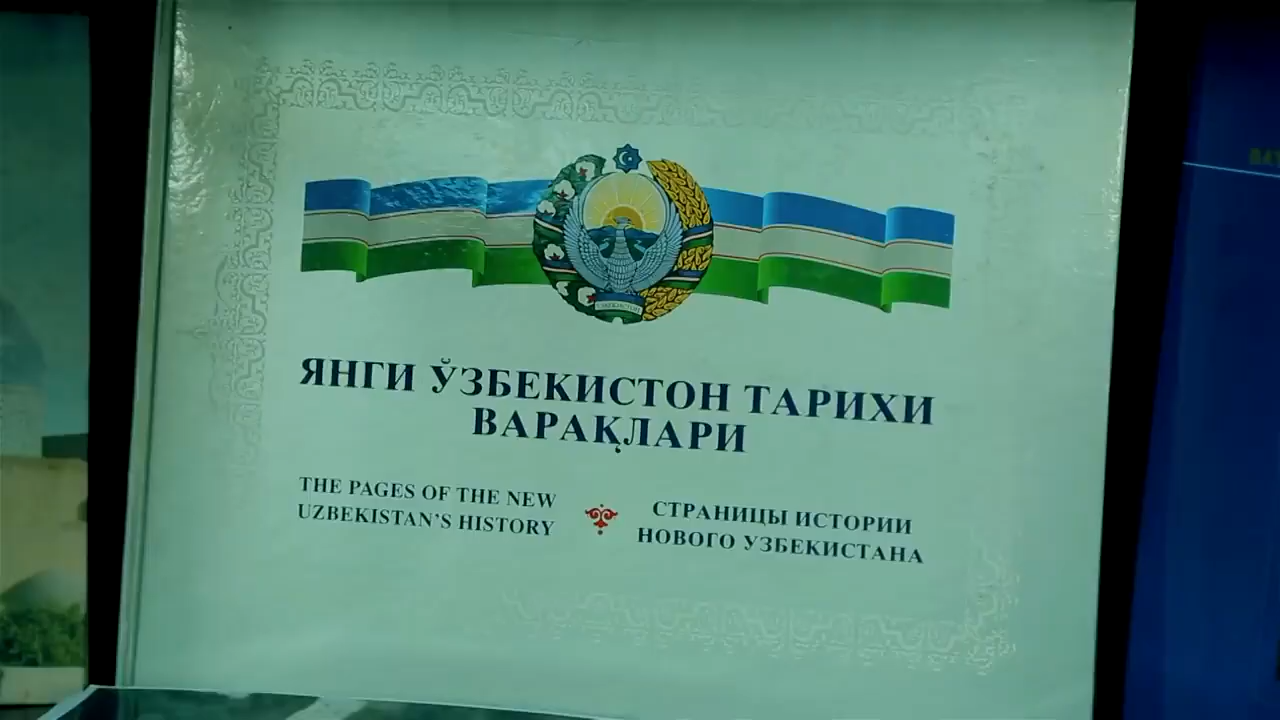 ЯНГИ ЎЗБЕКИСТОН ТАРИХИ
ВАРАҚЛАРИ
THE PAGES OF THE NEW
UZBEKISTAN'S HISTORY
СТРАНИЦЫ ИСТОРИИ
НОВОГО УЗБЕКИСТАНА